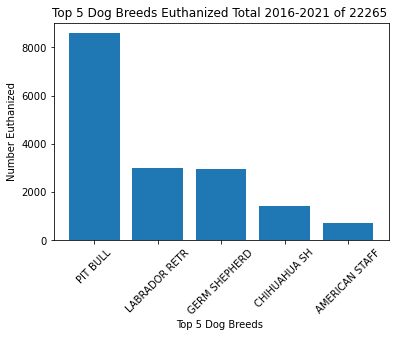 Top 5 Dog Breeds Euthanized Total 2016-2021 of 22265
Number Euthanized
8000
6000
4000
2000
0
PIT BULL
LABRADOR RETR
GERM SHEPHERD
CHIHUAHUA SH
AMERICAN STAFF
Top 5 Dog Breeds